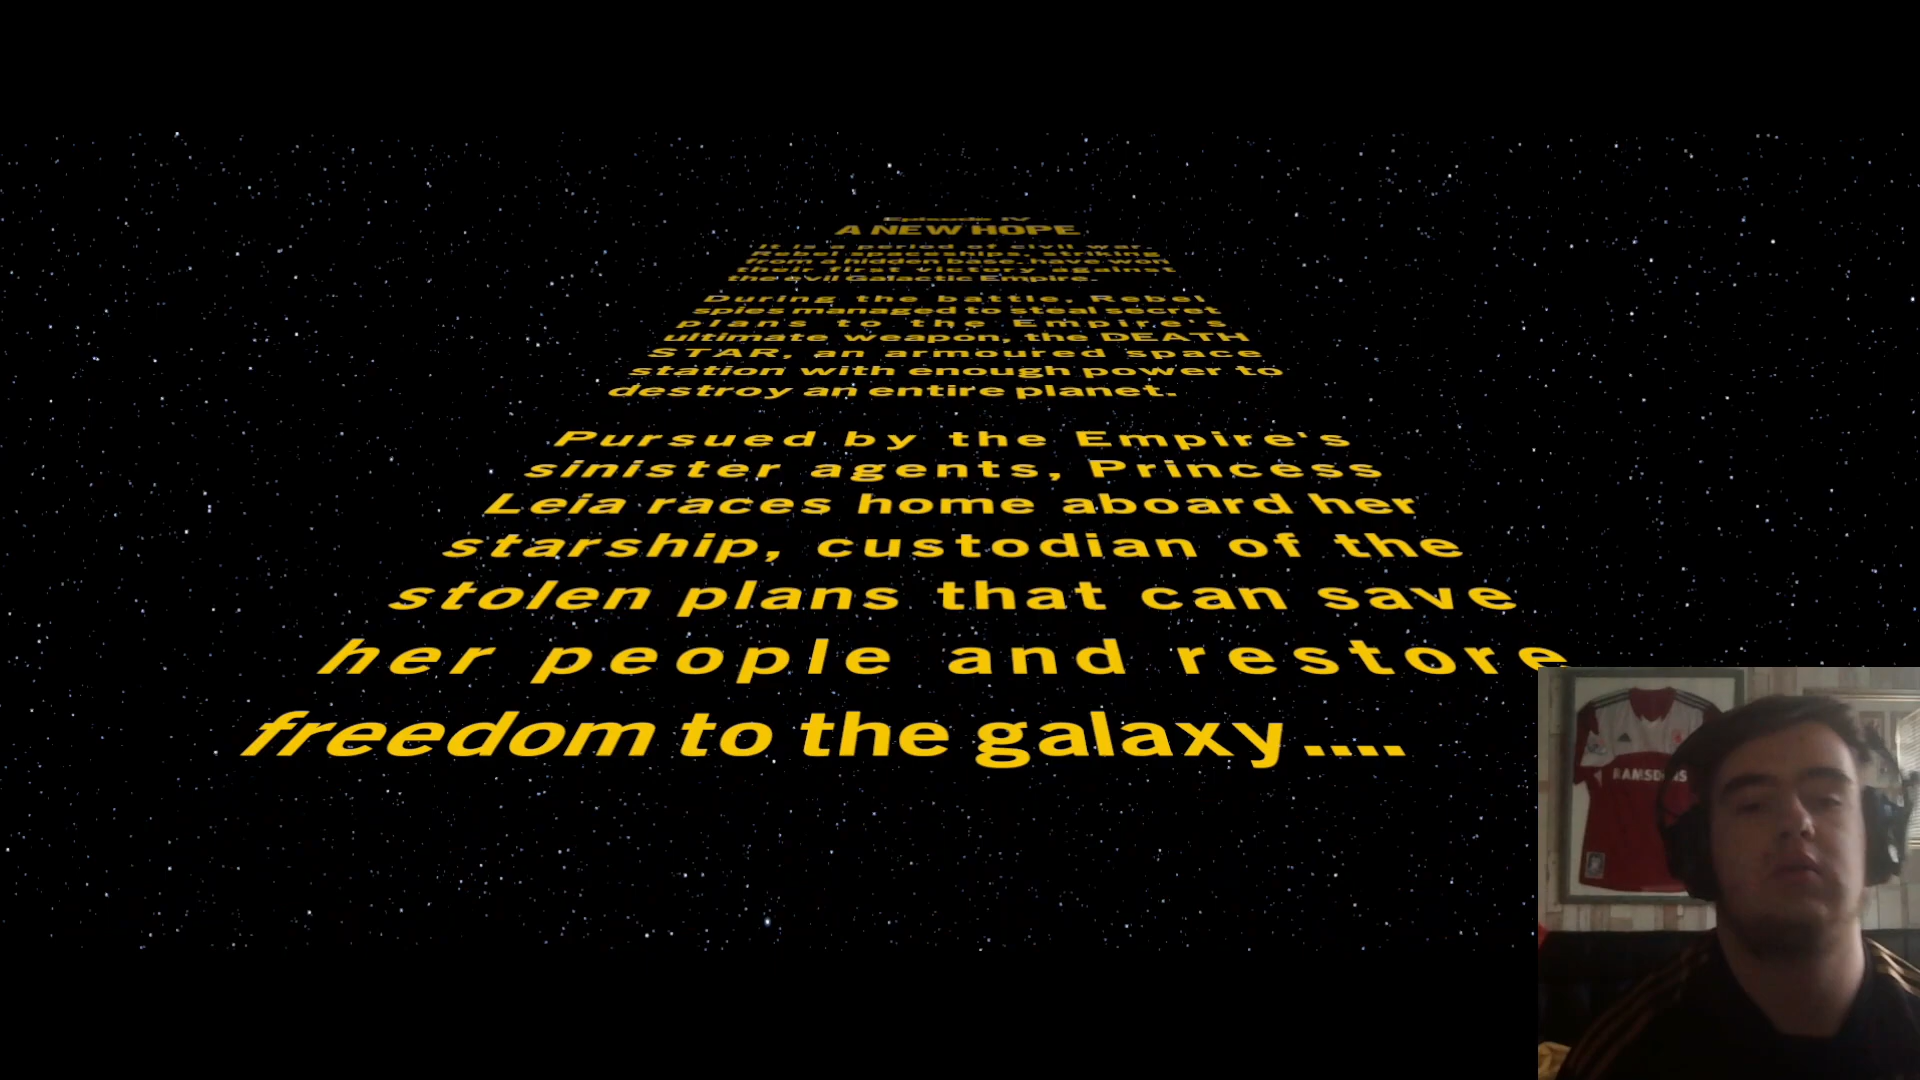 Episode IV
A NEW HOPE
It is a period of civil war.
Rebel spaceships, striking
from a hidden base, have won
their first victory against
the evil Galactic Empire.
During the battle, Rebel
spies managed to steal secret
plans to the Empire's
ultimate weapon, the DEATH
STAR, an armoured space
station with enough power to
destroy an entire planet.
Pursued by the Empire's
sinister agents, Princess
Leia races home aboard her
starship, custodian of the
stolen plans that can save
her people and restore
freedom to the galaxy....
RAMSDENS